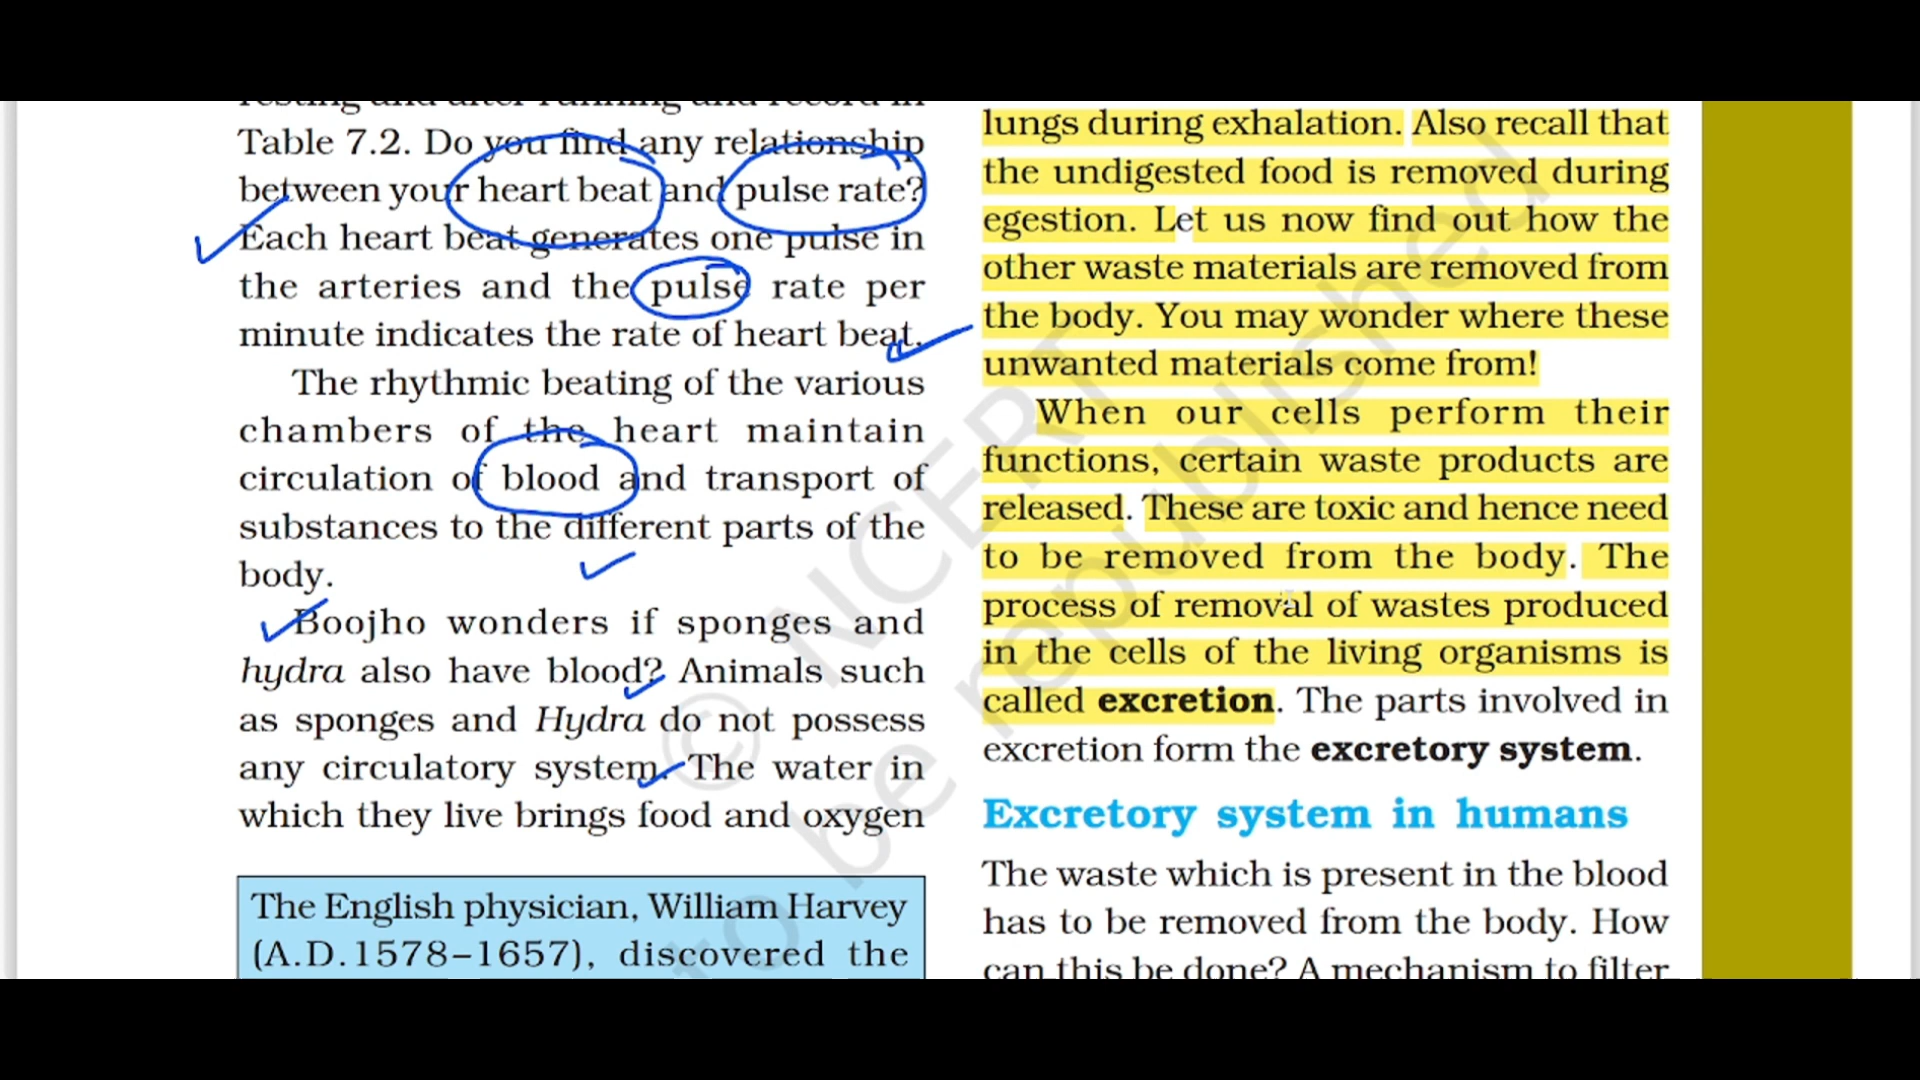 resting and after running and record in
Table 7.2. Do you find any relationship
between your heart beat and pulse rate?
Each heart beat generates one pulse in
the arteries and the pulse rate per
minute indicates the rate of heart beat.
The rhythmic beating of the various
chambers of the heart maintain
circulation of blood and transport of
substances to the different parts of the
body.
Boojho wonders if sponges and
hydra also have blood? Animals such
as sponges and Hydra do not possess
any circulatory system. The water in
which they live brings food and oxygen
The English physician, William Harvey
(A.D.1578–1657), discovered the
lungs during exhalation. Also recall that
the undigested food is removed during
egestion. Let us now find out how the
other waste materials are removed from
the body. You may wonder where these
unwanted materials come from!
When our cells perform their
functions, certain waste products are
released. These are toxic and hence need
to be removed from the body. The
process of removal of wastes produced
in the cells of the living organisms is
called excretion. The parts involved in
excretion form the excretory system.
Excretory system in humans
The waste which is present in the blood
has to be removed from the body. How
can this be done? A mechanism to filter
© NCERT
to be republished